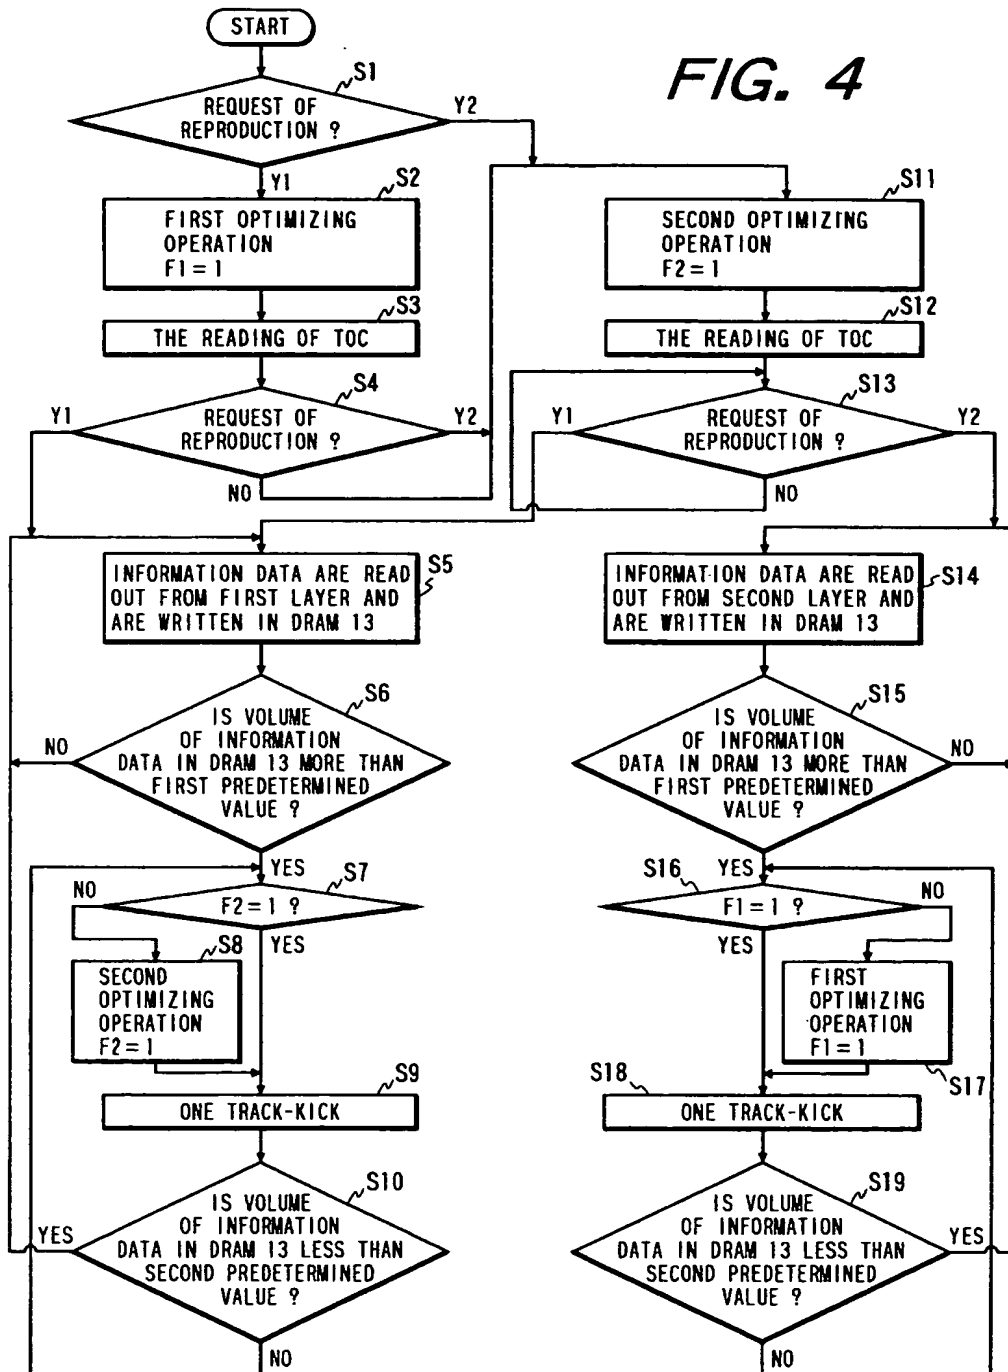 START
FIG. 4
S1
REQUEST OF
REPRODUCTION ?
Y2
Y1
S2
FIRST OPTIMIZING
OPERATION
F1 = 1
S11
SECOND OPTIMIZING
OPERATION
F2 = 1
S3
THE READING OF TOC
S12
THE READING OF TOC
S4
Y1
REQUEST OF
REPRODUCTION ?
Y2
NO
S13
Y1
REQUEST OF
REPRODUCTION ?
Y2
NO
INFORMATION DATA ARE READ
OUT FROM FIRST LAYER AND
ARE WRITTEN IN DRAM 13
S5
INFORMATION DATA ARE READ
OUT FROM SECOND LAYER AND
ARE WRITTEN IN DRAM 13
S14
S6
IS VOLUME
OF INFORMATION
DATA IN DRAM 13 MORE THAN
FIRST PREDETERMINED
VALUE ?
NO
YES
S15
IS VOLUME
OF INFORMATION
DATA IN DRAM 13 MORE THAN
FIRST PREDETERMINED
VALUE ?
NO
YES
S7
NO
F2 = 1 ?
YES
S16
F1 = 1 ?
NO
YES
S8
SECOND
OPTIMIZING
OPERATION
F2 = 1
FIRST
OPTIMIZING
OPERATION
F1 = 1
S17
S9
ONE TRACK-KICK
S18
ONE TRACK-KICK
S10
IS VOLUME
OF INFORMATION
DATA IN DRAM 13 LESS THAN
SECOND PREDETERMINED
VALUE ?
YES
NO
S19
IS VOLUME
OF INFORMATION
DATA IN DRAM 13 LESS THAN
SECOND PREDETERMINED
VALUE ?
YES
NO